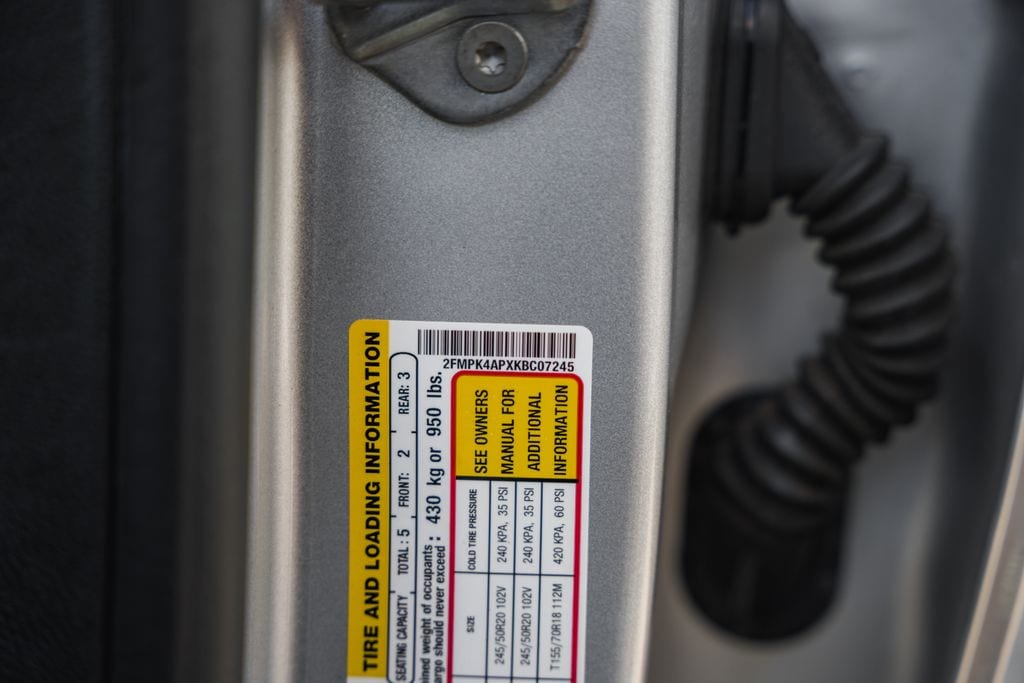 2FMPK4APXKBC07245
TIRE AND LOADING INFORMATION
SEATING CAPACITY TOTAL : 5 FRONT: 2 REAR: 3
ined weight of occupants
argo should never exceed : 430 kg or 950 lbs.
SIZE COLD TIRE PRESSURE SEE OWNERS
245/50R20 102V 240 KPA, 35 PSI MANUAL FOR
245/50R20 102V 240 KPA, 35 PSI ADDITIONAL
T155/70R18 112M 420 KPA, 60 PSI INFORMATION